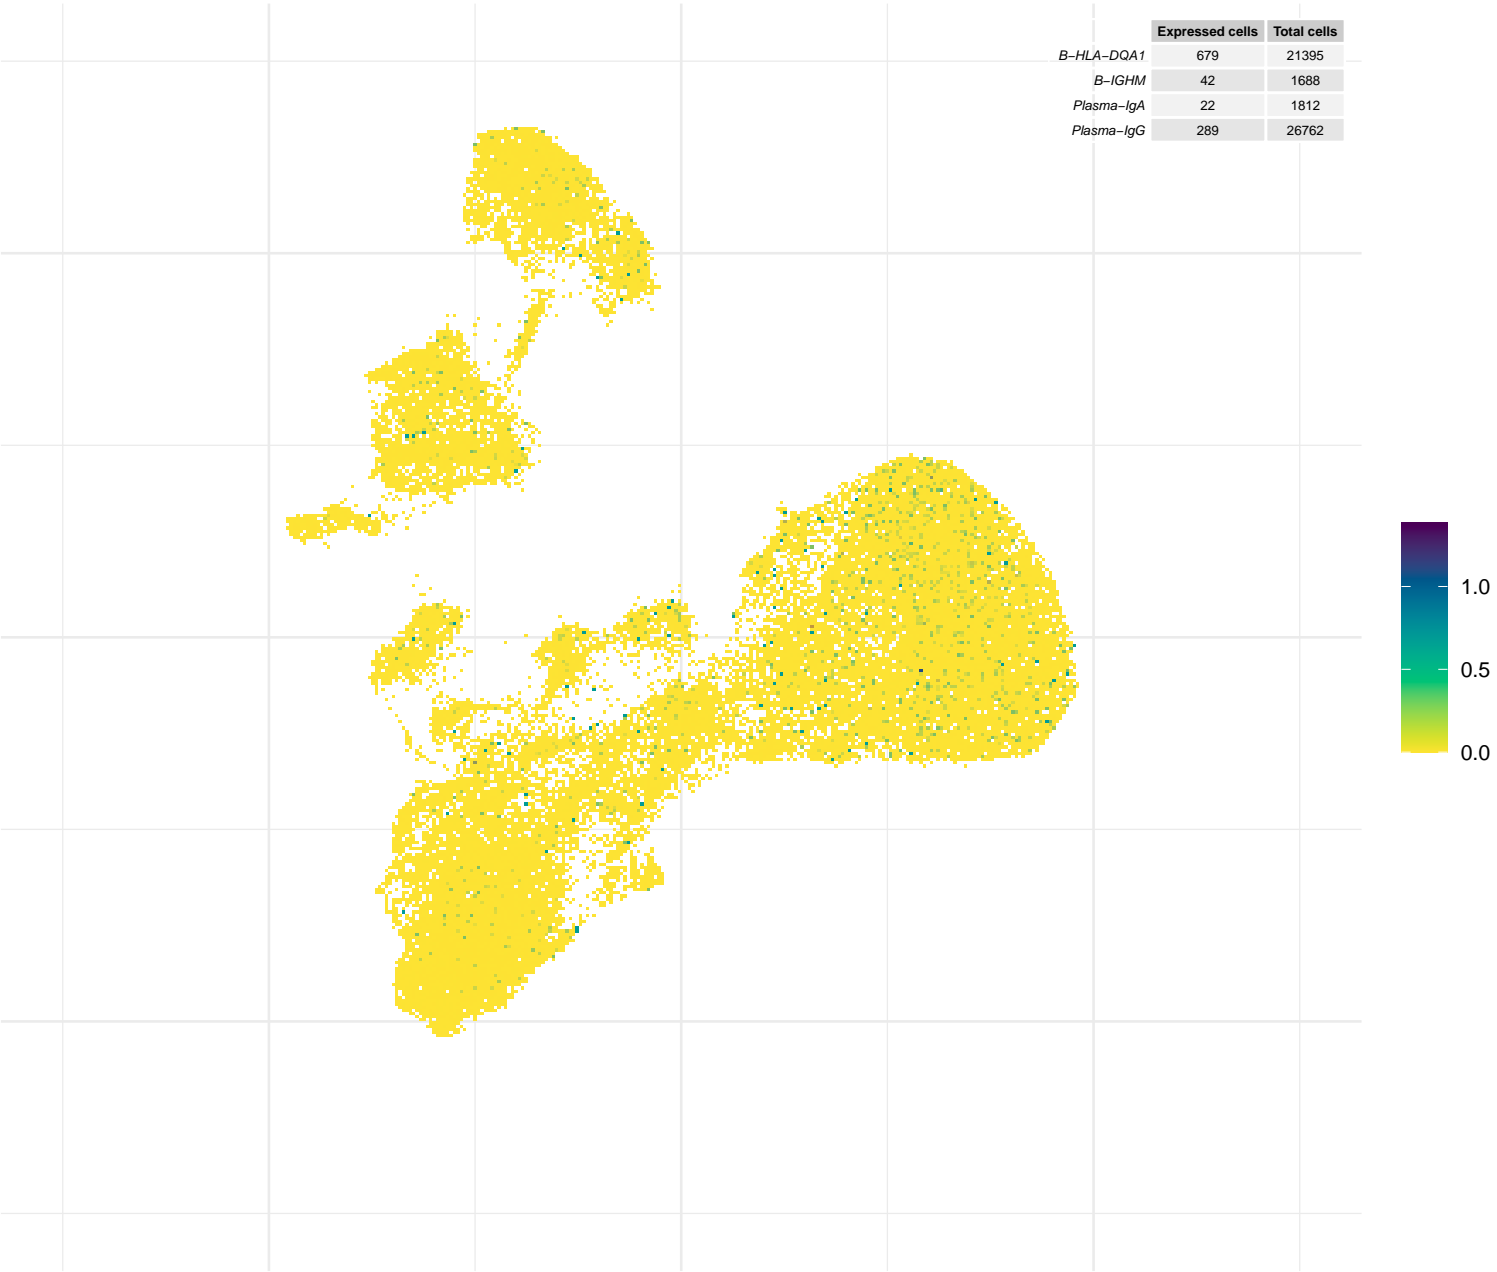 Expressed cells Total cells
B−HLA−DQA1 679 21395
B−IGHM 42 1688
Plasma−IgA 22 1812
Plasma−IgG 289 26762
1.0
0.5
0.0